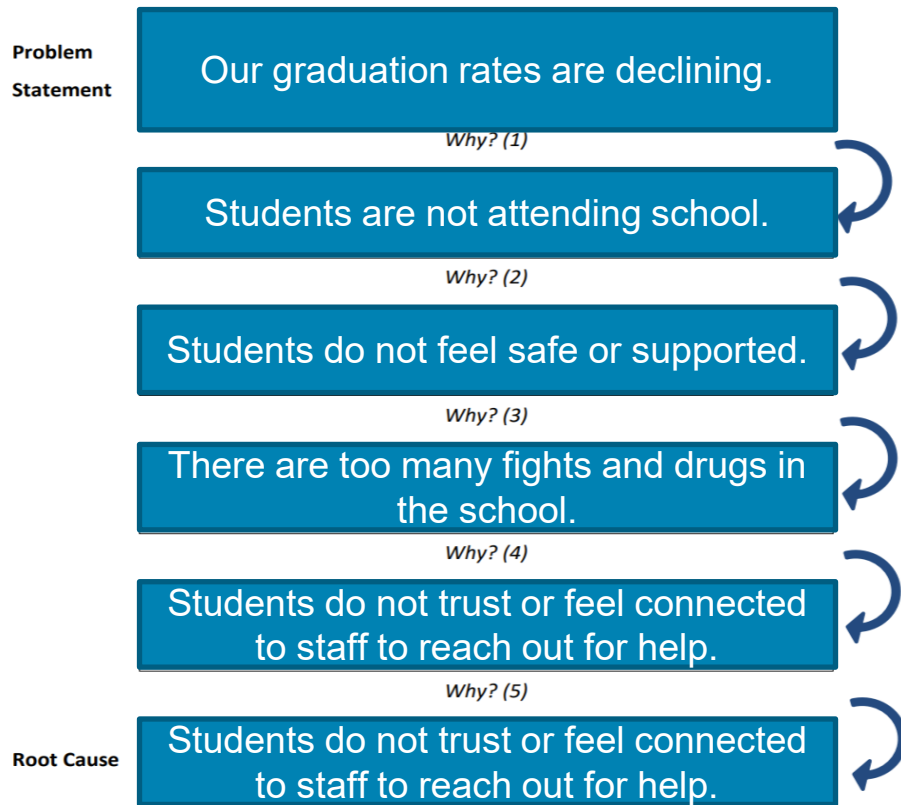 Problem
Statement
Our graduation rates are declining.
Why? (1)
Students are not attending school.
Why? (2)
Students do not feel safe or supported.
Why? (3)
There are too many fights and drugs in
the school.
Why? (4)
Students do not trust or feel connected
to staff to reach out for help.
Why? (5)
Root Cause
Students do not trust or feel connected
to staff to reach out for help.